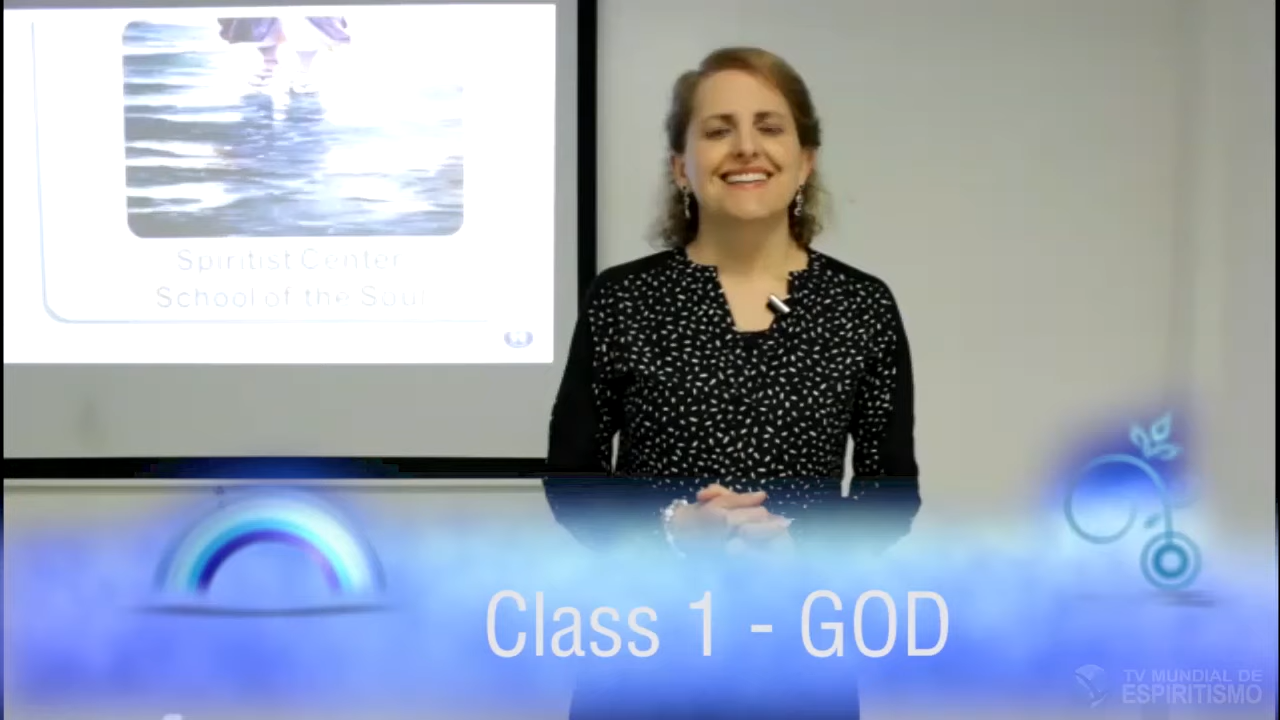 Spiritist Center
School of the Soul
Class 1 - GOD
TV MUNDIAL DE
ESPIRITISMO